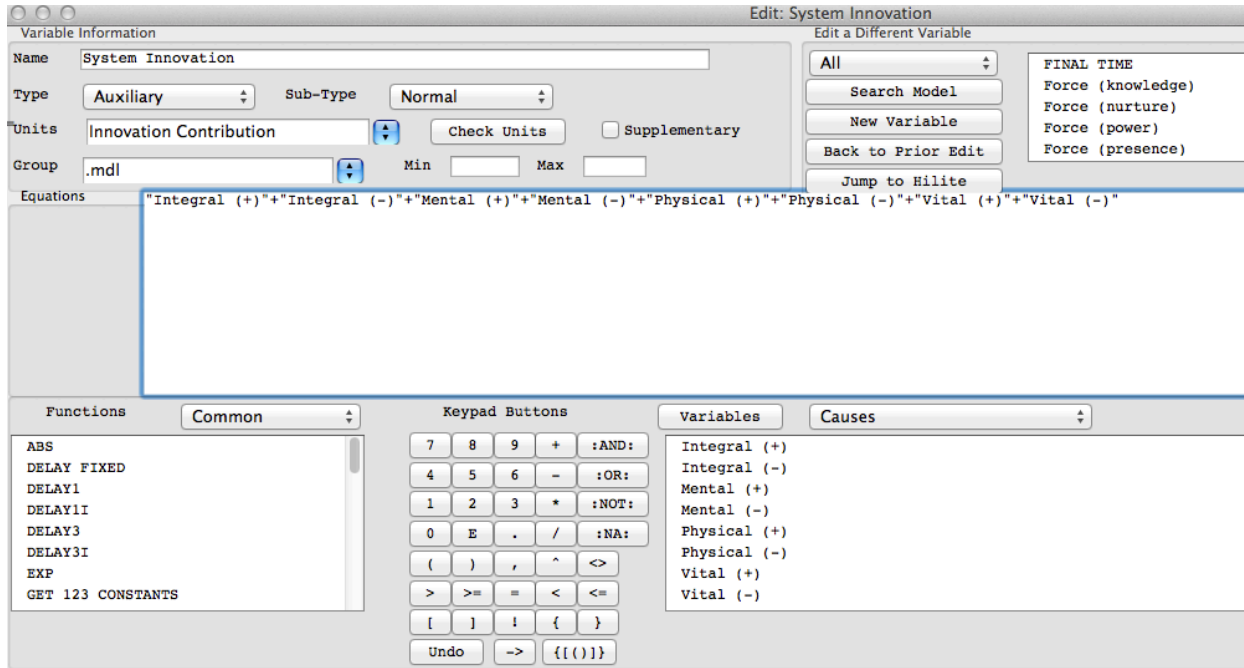 Edit: System Innovation
Variable Information
Name System Innovation
Type Auxiliary Sub-Type Normal
Units Innovation Contribution Check Units Supplementary
Group .mdl Min Max
Edit a Different Variable
All
Search Model
New Variable
Back to Prior Edit
Jump to Hilite
FINAL TIME
Force (knowledge)
Force (nurture)
Force (power)
Force (presence)
Equations
"Integral (+)"+"Integral (-)"+"Mental (+)"+"Mental (-)"+"Physical (+)"+"Physical (-)"+"Vital (+)"+"Vital (-)"
Functions Common
ABS
DELAY FIXED
DELAY1
DELAY1I
DELAY3
DELAY3I
EXP
GET 123 CONSTANTS
Keypad Buttons
7 8 9 + :AND:
4 5 6 - :OR:
1 2 3 * :NOT:
0 E . / :NA:
( ) , ^ <>
> >= = < <=
[ ] ! { }
Undo -> {[()]}
Variables Causes
Integral (+)
Integral (-)
Mental (+)
Mental (-)
Physical (+)
Physical (-)
Vital (+)
Vital (-)